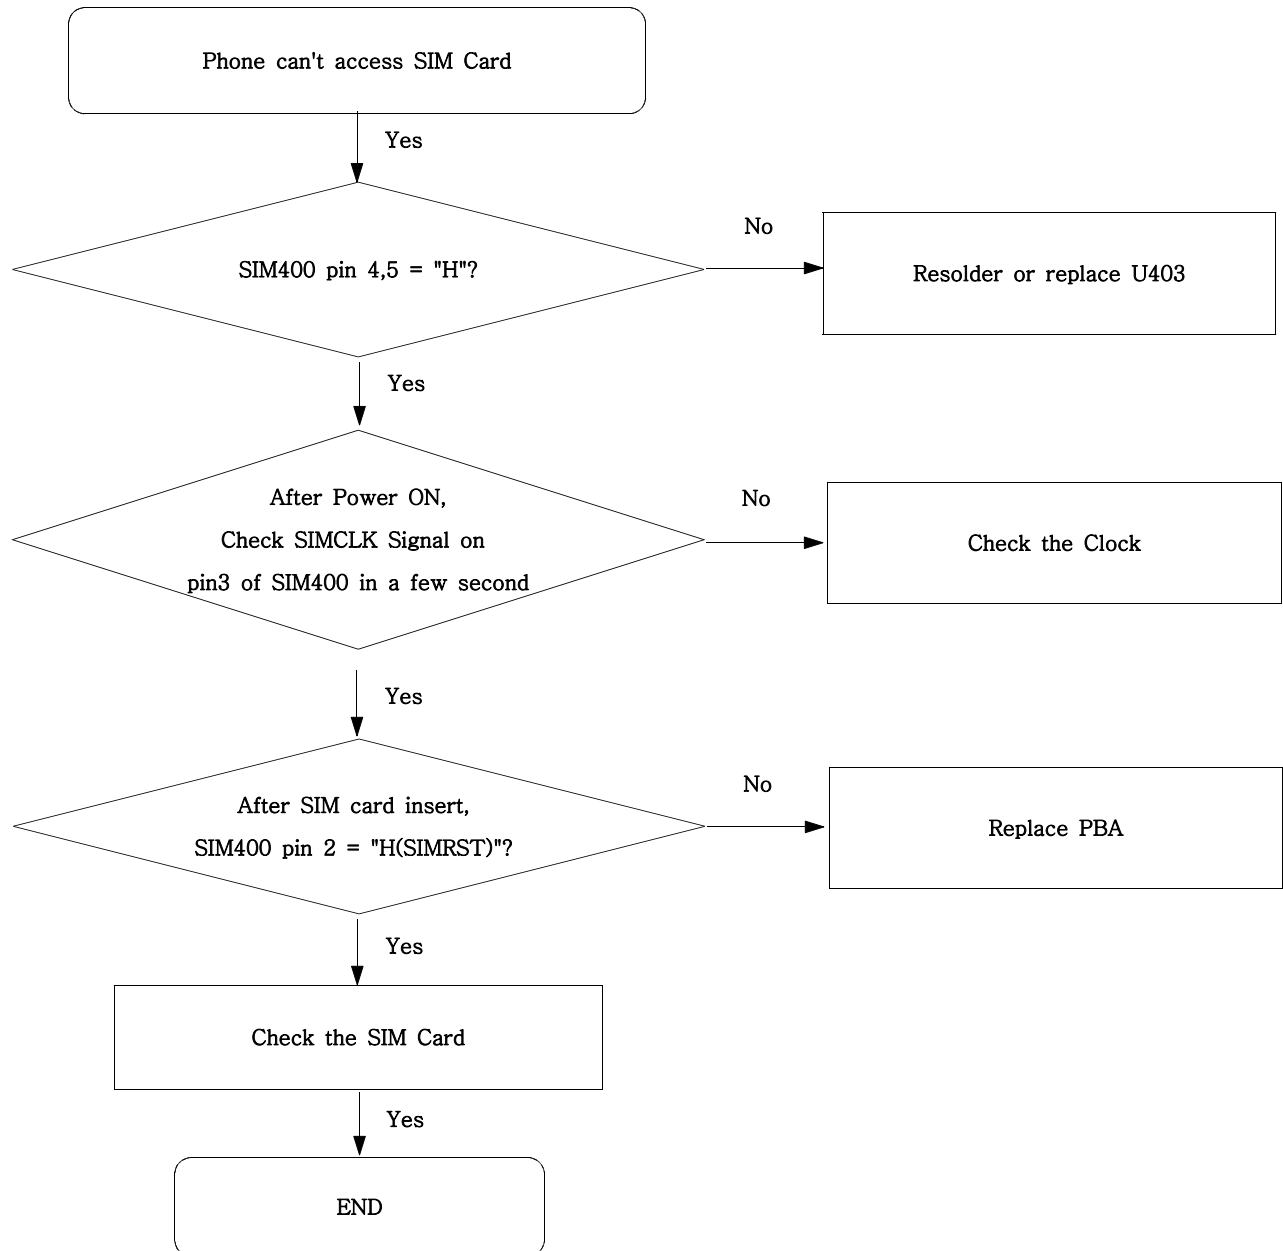 Phone can't access SIM Card
Yes
SIM400 pin 4,5 = "H"?
No
Resolder or replace U403
Yes
After Power ON,
Check SIMCLK Signal on
pin3 of SIM400 in a few second
No
Check the Clock
Yes
After SIM card insert,
SIM400 pin 2 = "H(SIMRST)"?
No
Replace PBA
Yes
Check the SIM Card
Yes
END